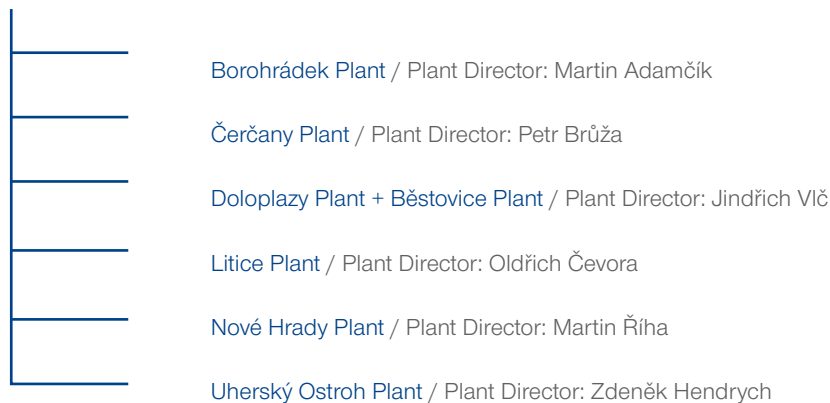 Borohrádek Plant / Plant Director: Martin Adamčík
Čerčany Plant / Plant Director: Petr Brůža
Doloplazy Plant + Běstovice Plant / Plant Director: Jindřich Vlč
Litice Plant / Plant Director: Oldřich Čevora
Nové Hrady Plant / Plant Director: Martin Říha
Uherský Ostroh Plant / Plant Director: Zdeněk Hendrych